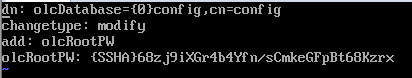 dn: olcDatabase={0}config,cn=config
changetype: modify
add: olcRootPW
olcRootPW: {SSHA}68zj9iXGr4b4Yfn/sCmkeGFpBt68Kzrx
~